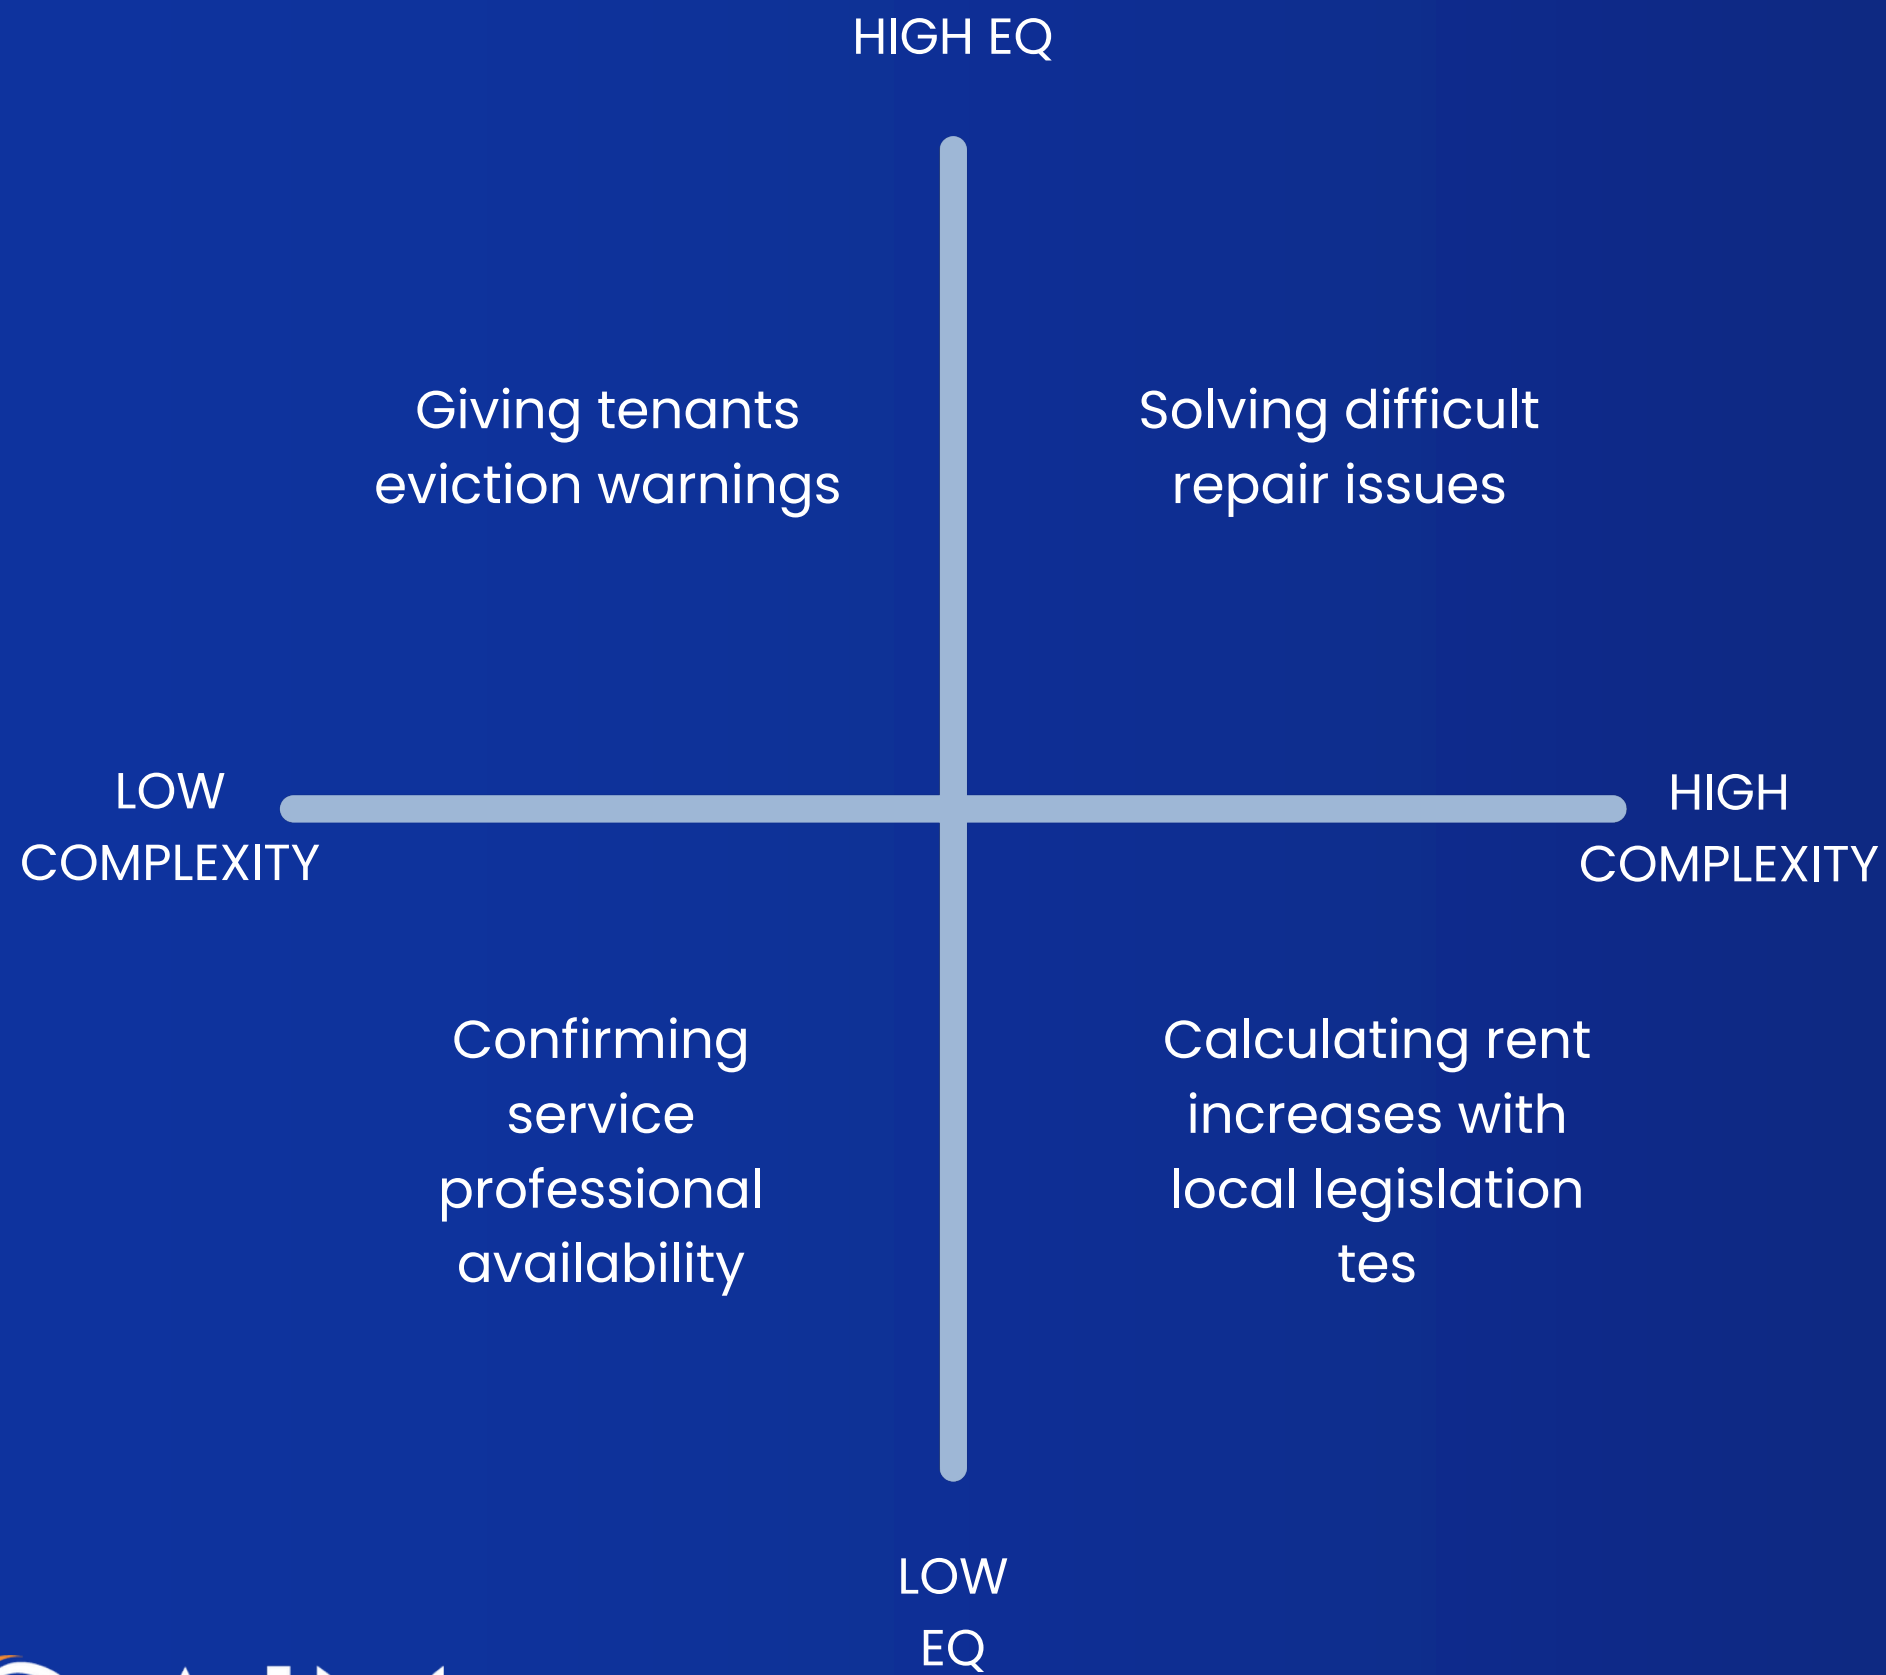 HIGH EQ
Giving tenants
eviction warnings
Solving difficult
repair issues
LOW
COMPLEXITY
HIGH
COMPLEXITY
Confirming
service
professional
availability
Calculating rent
increases with
local legislation
tes
LOW
EQ